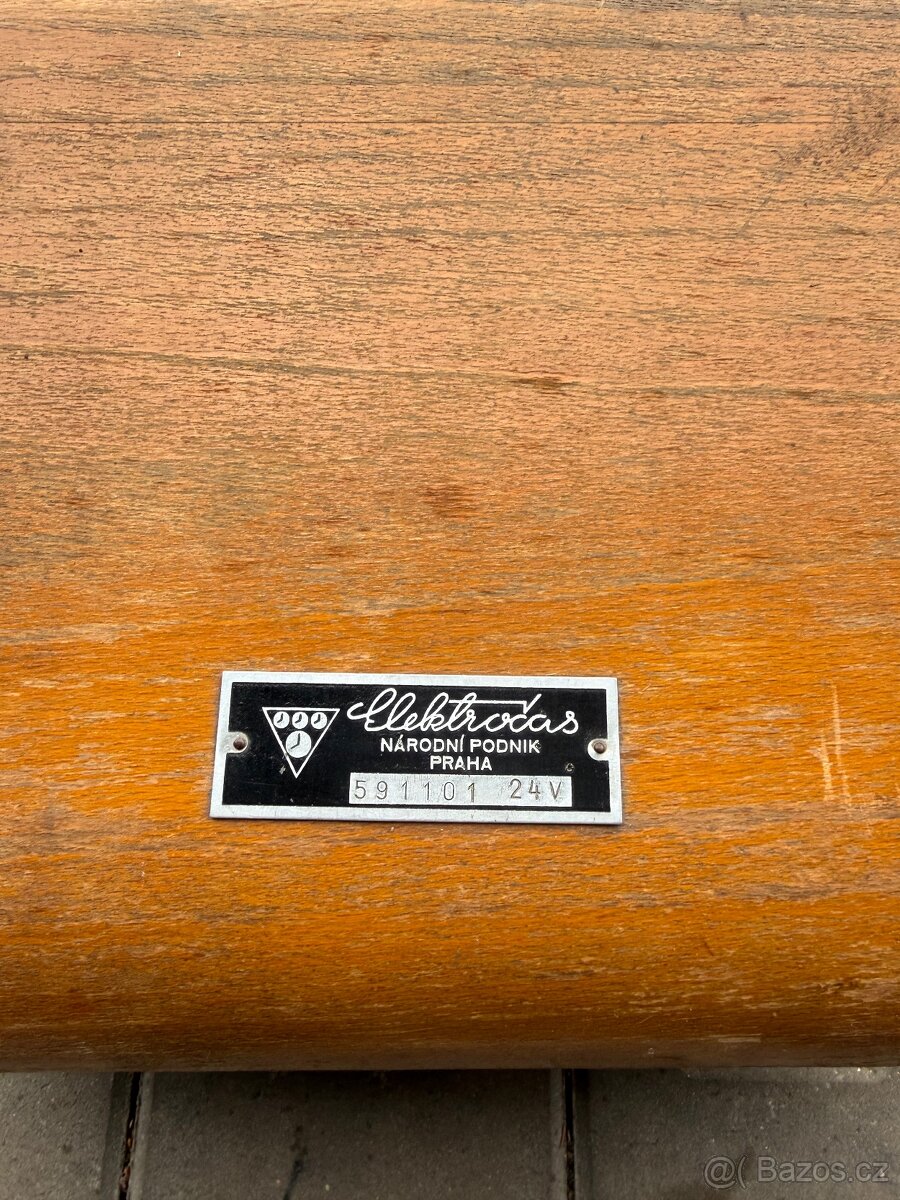 Elektročas
NÁRODNÍ PODNIK
PRAHA
591101 24V
@ Bazos.cz